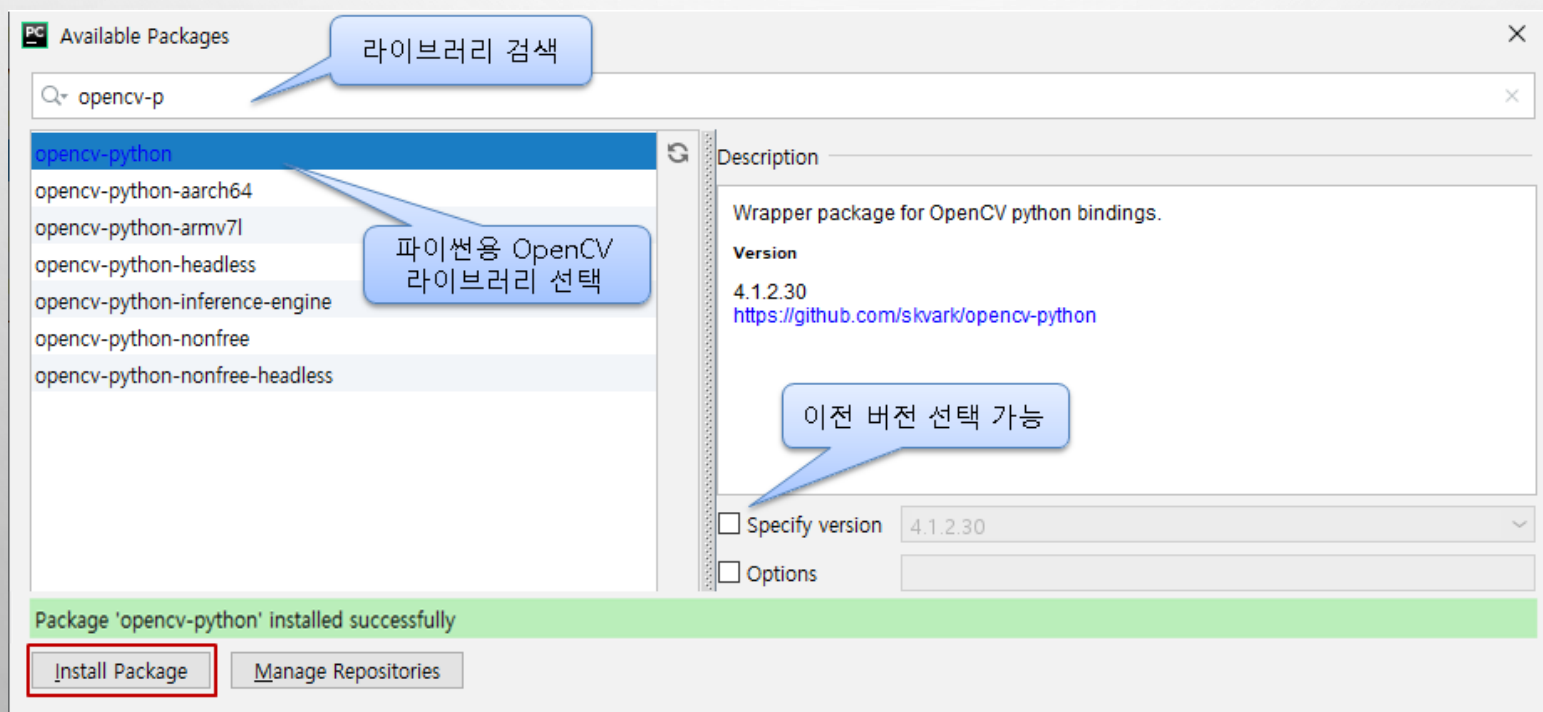 PC Available Packages
라이브러리 검색
opencv-p
opencv-python
opencv-python-aarch64
opencv-python-armv7l
opencv-python-headless
opencv-python-inference-engine
opencv-python-nonfree
opencv-python-nonfree-headless
파이썬용 OpenCV
라이브러리 선택
Description
Wrapper package for OpenCV python bindings.
Version
4.1.2.30
https://github.com/skvark/opencv-python
이전 버전 선택 가능
Specify version 4.1.2.30
Options
Package 'opencv-python' installed successfully
Install Package Manage Repositories